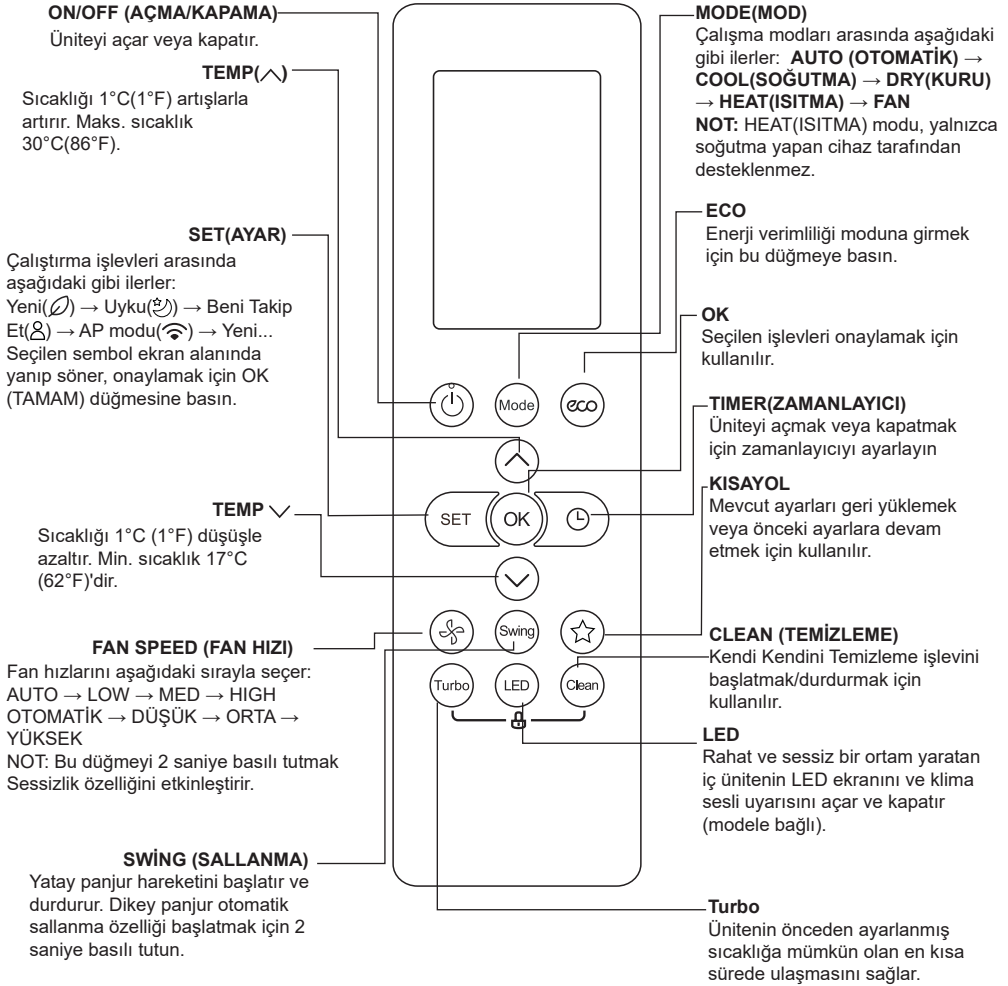 ON/OFF (AÇMA/KAPAMA)
Üniteyi açar veya kapatır.
TEMP(︿)
Sıcaklığı 1°C(1°F) artışlarla
artırır. Maks. sıcaklık
30°C(86°F).
SET(AYAR)
Çalıştırma işlevleri arasında
aşağıdaki gibi ilerler:
Yeni( ) → Uyku( ) → Beni Takip
Et( ) → AP modu( ) → Yeni...
Seçilen sembol ekran alanında
yanıp söner, onaylamak için OK
(TAMAM) düğmesine basın.
TEMP ﹀
Sıcaklığı 1°C (1°F) düşüşle
azaltır. Min. sıcaklık 17°C
(62°F)'dir.
FAN SPEED (FAN HIZI)
Fan hızlarını aşağıdaki sırayla seçer:
AUTO → LOW → MED → HIGH
OTOMATİK → DÜŞÜK → ORTA →
YÜKSEK
NOT: Bu düğmeyi 2 saniye basılı tutmak
Sessizlik özelliğini etkinleştirir.
SWİNG (SALLANMA)
Yatay panjur hareketini başlatır ve
durdurur. Dikey panjur otomatik
sallanma özelliği başlatmak için 2
saniye basılı tutun.
Mode
eco
SET
OK
Swing
Turbo
LED
Clean
MODE(MOD)
Çalışma modları arasında aşağıdaki
gibi ilerler: AUTO (OTOMATİK) →
COOL(SOĞUTMA) → DRY(KURU)
→ HEAT(ISITMA) → FAN
NOT: HEAT(ISITMA) modu, yalnızca
soğutma yapan cihaz tarafından
desteklenmez.
ECO
Enerji verimliliği moduna girmek
için bu düğmeye basın.
OK
Seçilen işlevleri onaylamak için
kullanılır.
TIMER(ZAMANLAYICI)
Üniteyi açmak veya kapatmak
için zamanlayıcıyı ayarlayın
KISAYOL
Mevcut ayarları geri yüklemek
veya önceki ayarlara devam
etmek için kullanılır.
CLEAN (TEMİZLEME)
Kendi Kendini Temizleme işlevini
başlatmak/durdurmak için
kullanılır.
LED
Rahat ve sessiz bir ortam yaratan
iç ünitenin LED ekranını ve klima
sesli uyarısını açar ve kapatır
(modele bağlı).
Turbo
Ünitenin önceden ayarlanmış
sıcaklığa mümkün olan en kısa
sürede ulaşmasını sağlar.